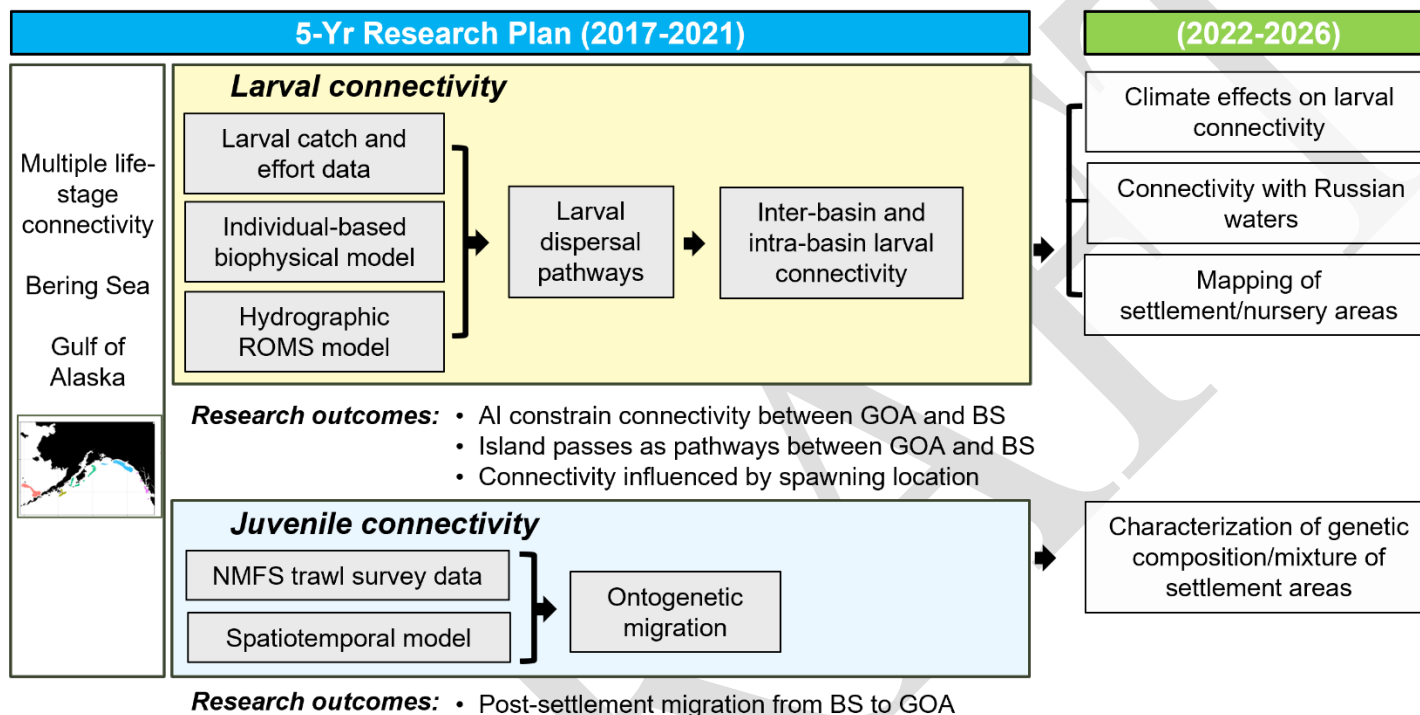 5-Yr Research Plan (2017-2021)
(2022-2026)
Multiple life-
stage
connectivity
Bering Sea
Gulf of
Alaska
Larval connectivity
Larval catch and
effort data
Individual-based
biophysical model
Hydrographic
ROMS model
Larval
dispersal
pathways
Inter-basin and
intra-basin larval
connectivity
Climate effects on larval
connectivity
Connectivity with Russian
waters
Mapping of
settlement/nursery areas
Research outcomes: • AI constrain connectivity between GOA and BS
• Island passes as pathways between GOA and BS
• Connectivity influenced by spawning location
Juvenile connectivity
NMFS trawl survey data
Spatiotemporal model
Ontogenetic
migration
Characterization of genetic
composition/mixture of
settlement areas
Research outcomes: • Post-settlement migration from BS to GOA